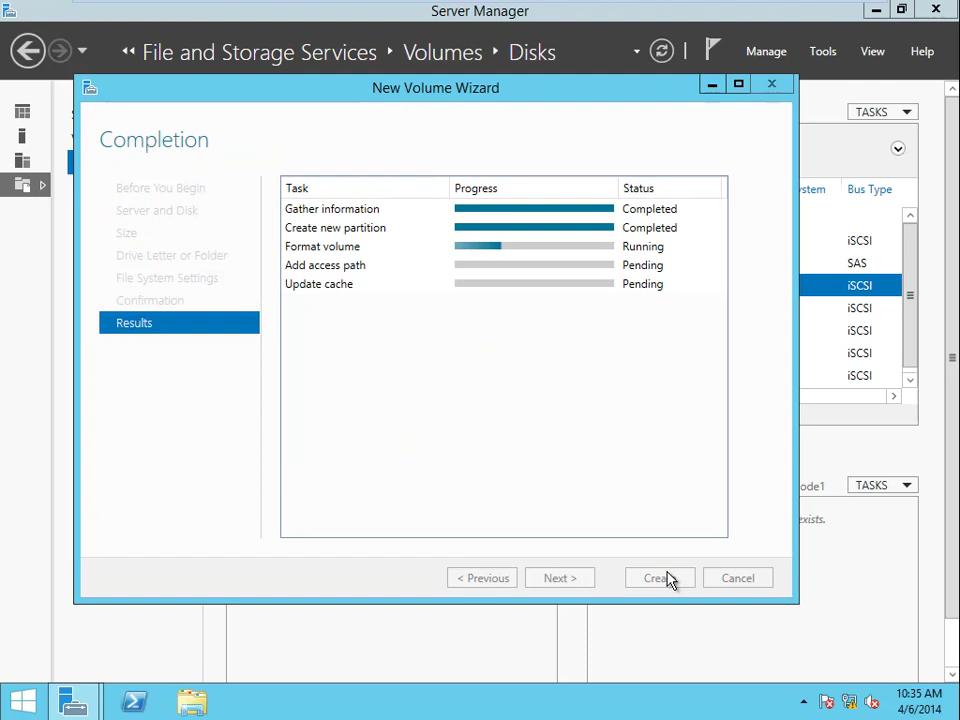 Server Manager
File and Storage Services
Volumes
Disks
Manage
Tools
View
Help
New Volume Wizard
TASKS
Completion
Before You Begin
Server and Disk
Size
Drive Letter or Folder
File System Settings
Confirmation
Results
Task Progress Status
Gather information Completed
Create new partition Completed
Format volume Running
Add access path Pending
Update cache Pending
ystem Bus Type
iSCSI
SAS
iSCSI
iSCSI
iSCSI
iSCSI
iSCSI
ode1 TASKS
exists.
< Previous
Next >
Crea
Cancel
10:35 AM
4/6/2014